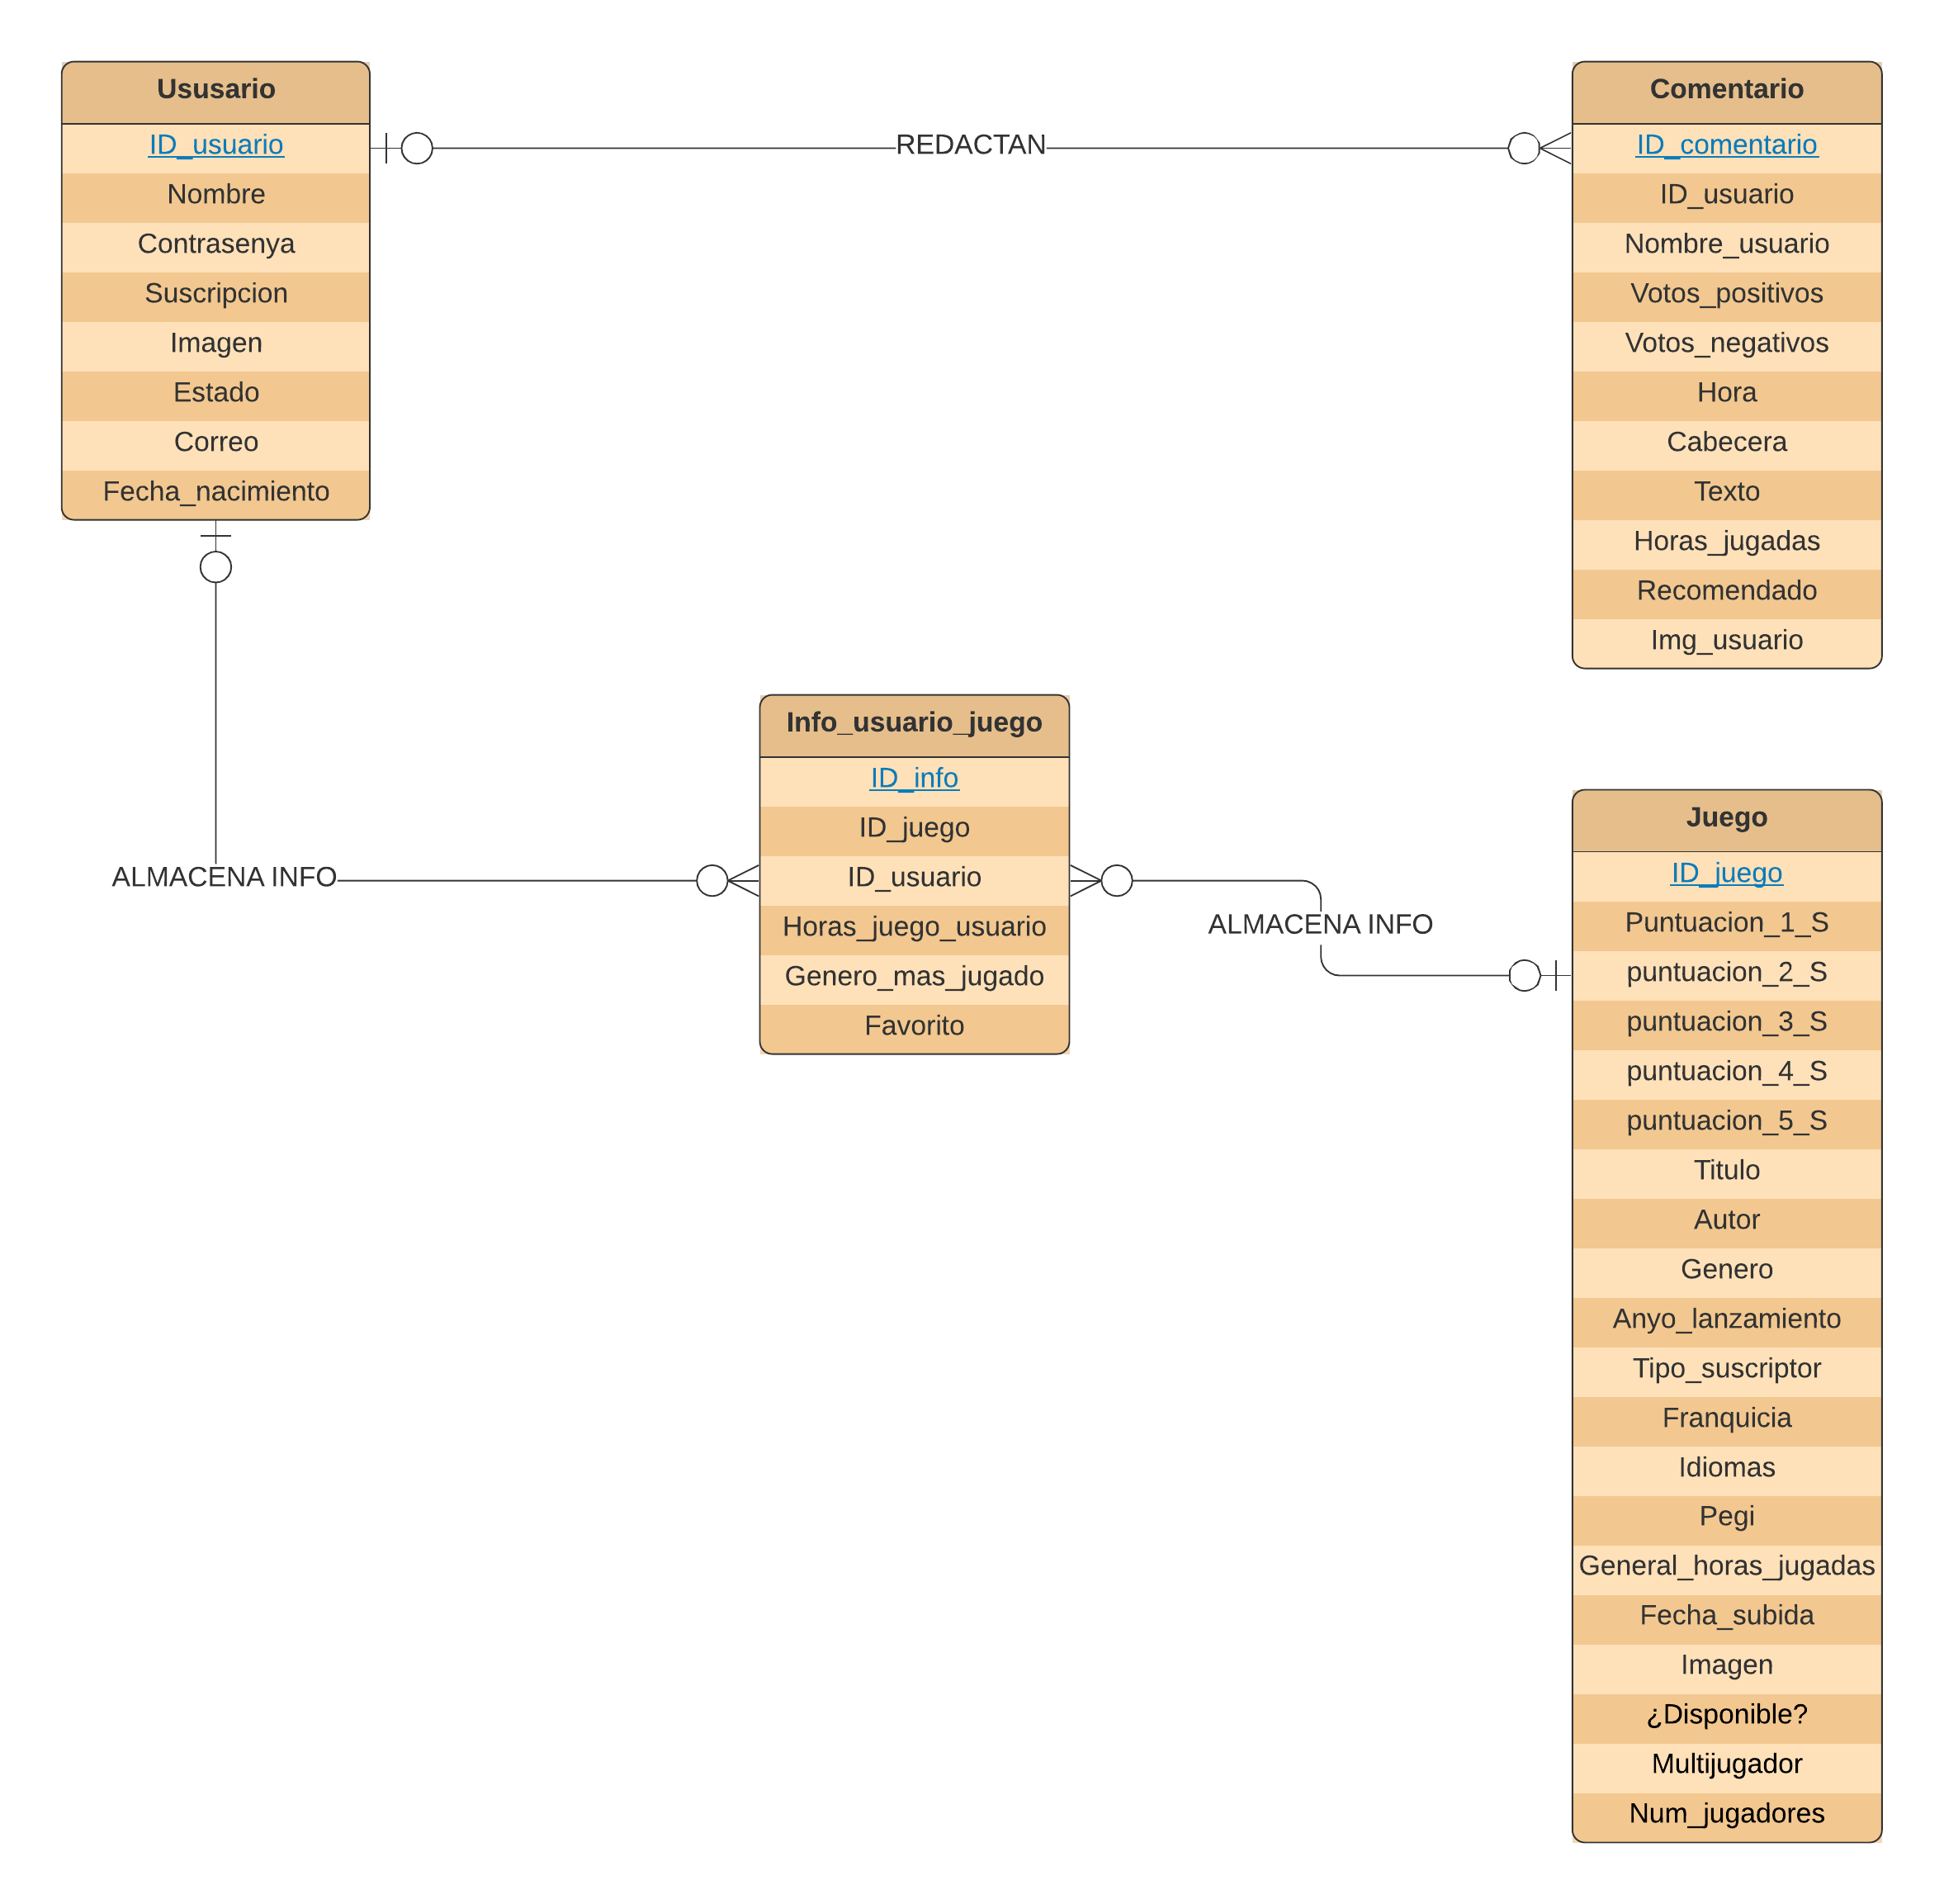 Ususario
ID_usuario
Nombre
Contrasenya
Suscripcion
Imagen
Estado
Correo
Fecha_nacimiento
REDACTAN
Comentario
ID_comentario
ID_usuario
Nombre_usuario
Votos_positivos
Votos_negativos
Hora
Cabecera
Texto
Horas_jugadas
Recomendado
Img_usuario
ALMACENA INFO
Info_usuario_juego
ID_info
ID_juego
ID_usuario
Horas_juego_usuario
Genero_mas_jugado
Favorito
ALMACENA INFO
Juego
ID_juego
Puntuacion_1_S
puntuacion_2_S
puntuacion_3_S
puntuacion_4_S
puntuacion_5_S
Titulo
Autor
Genero
Anyo_lanzamiento
Tipo_suscriptor
Franquicia
Idiomas
Pegi
General_horas_jugadas
Fecha_subida
Imagen
¿Disponible?
Multijugador
Num_jugadores